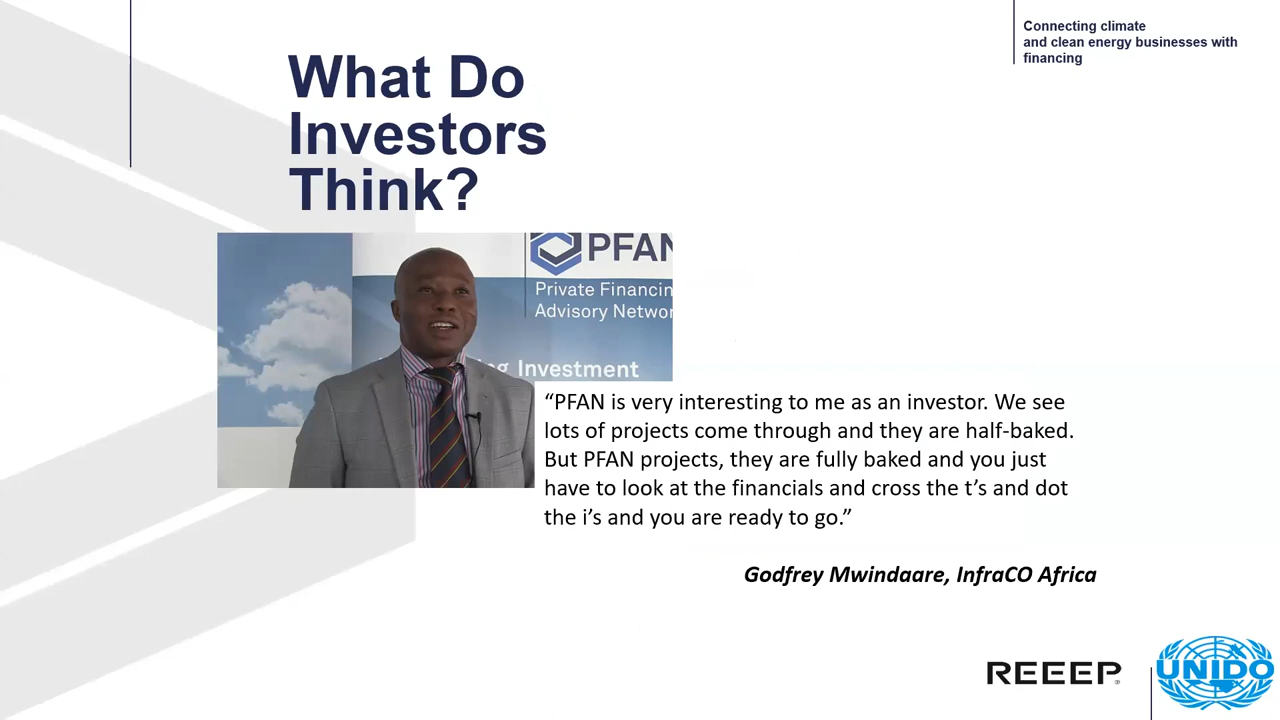 Connecting climate
and clean energy businesses with
financing
What Do
Investors
Think?
PFAN
Private Financin
Advisory Networ
g Investment
“PFAN is very interesting to me as an investor. We see
lots of projects come through and they are half-baked.
But PFAN projects, they are fully baked and you just
have to look at the financials and cross the t’s and dot
the i’s and you are ready to go.”
Godfrey Mwindaare, InfraCO Africa
REEEP
UNIDO